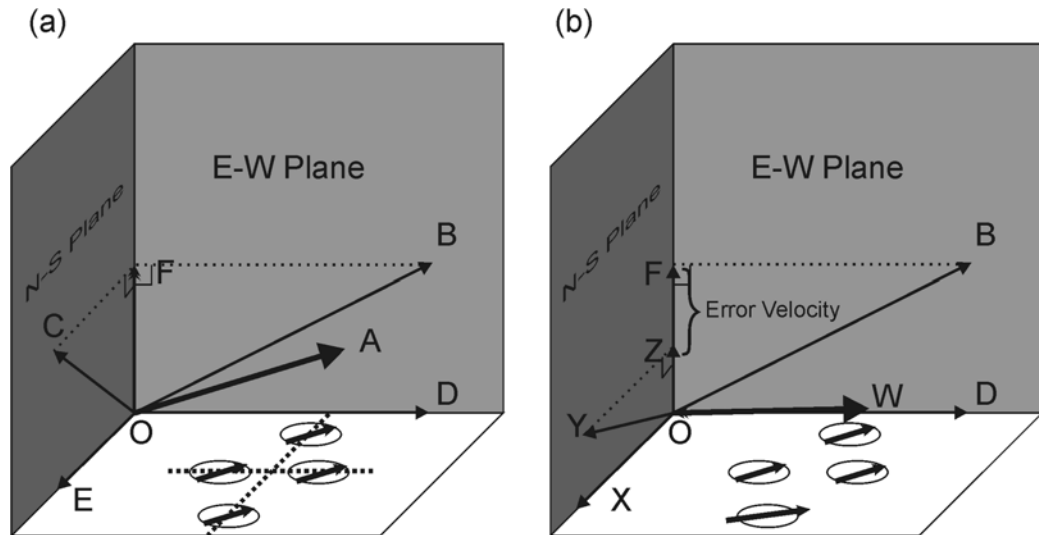 (a)
E-W Plane
N-S Plane
B
F
C
A
D
O
E
(b)
E-W Plane
N-S Plane
B
F
Error Velocity
Z
W
D
Y
O
X